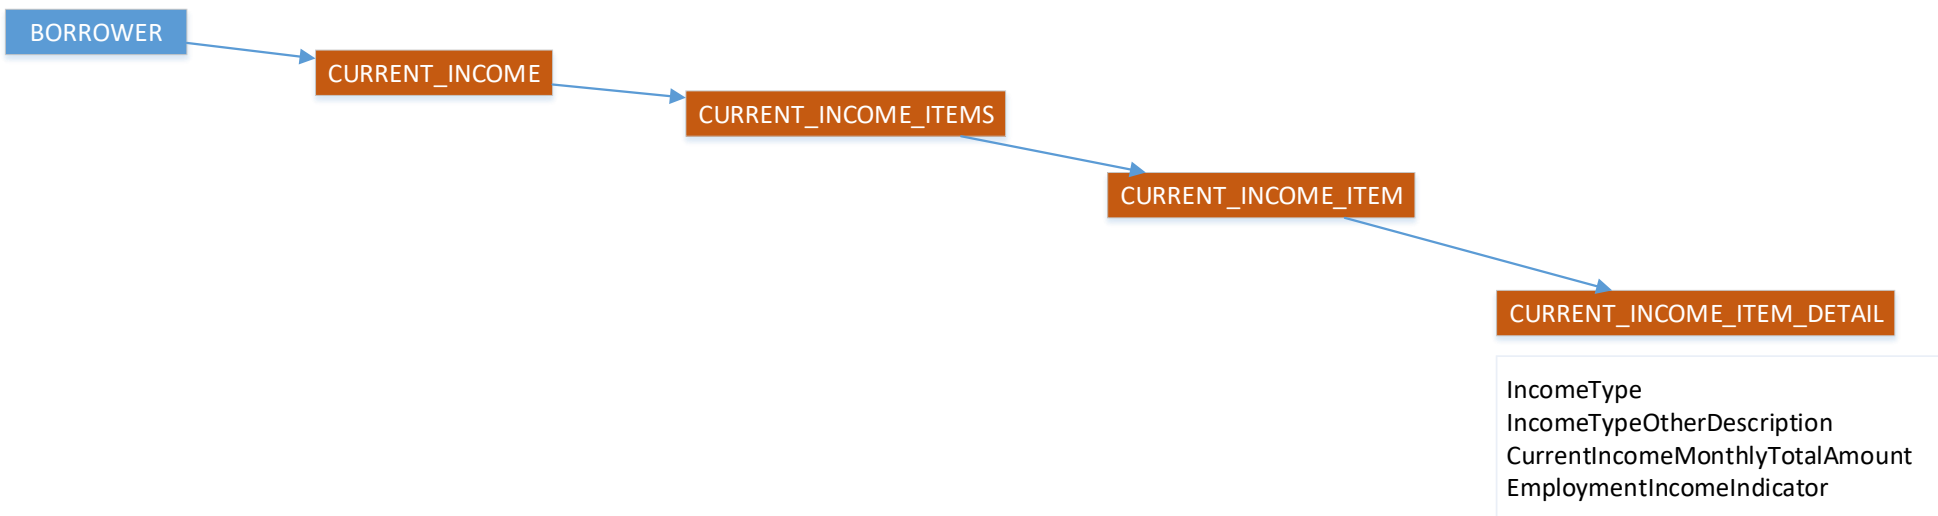 BORROWER
CURRENT_INCOME
CURRENT_INCOME_ITEMS
CURRENT_INCOME_ITEM
CURRENT_INCOME_ITEM_DETAIL
IncomeType
IncomeTypeOtherDescription
CurrentIncomeMonthlyTotalAmount
EmploymentIncomeIndicator